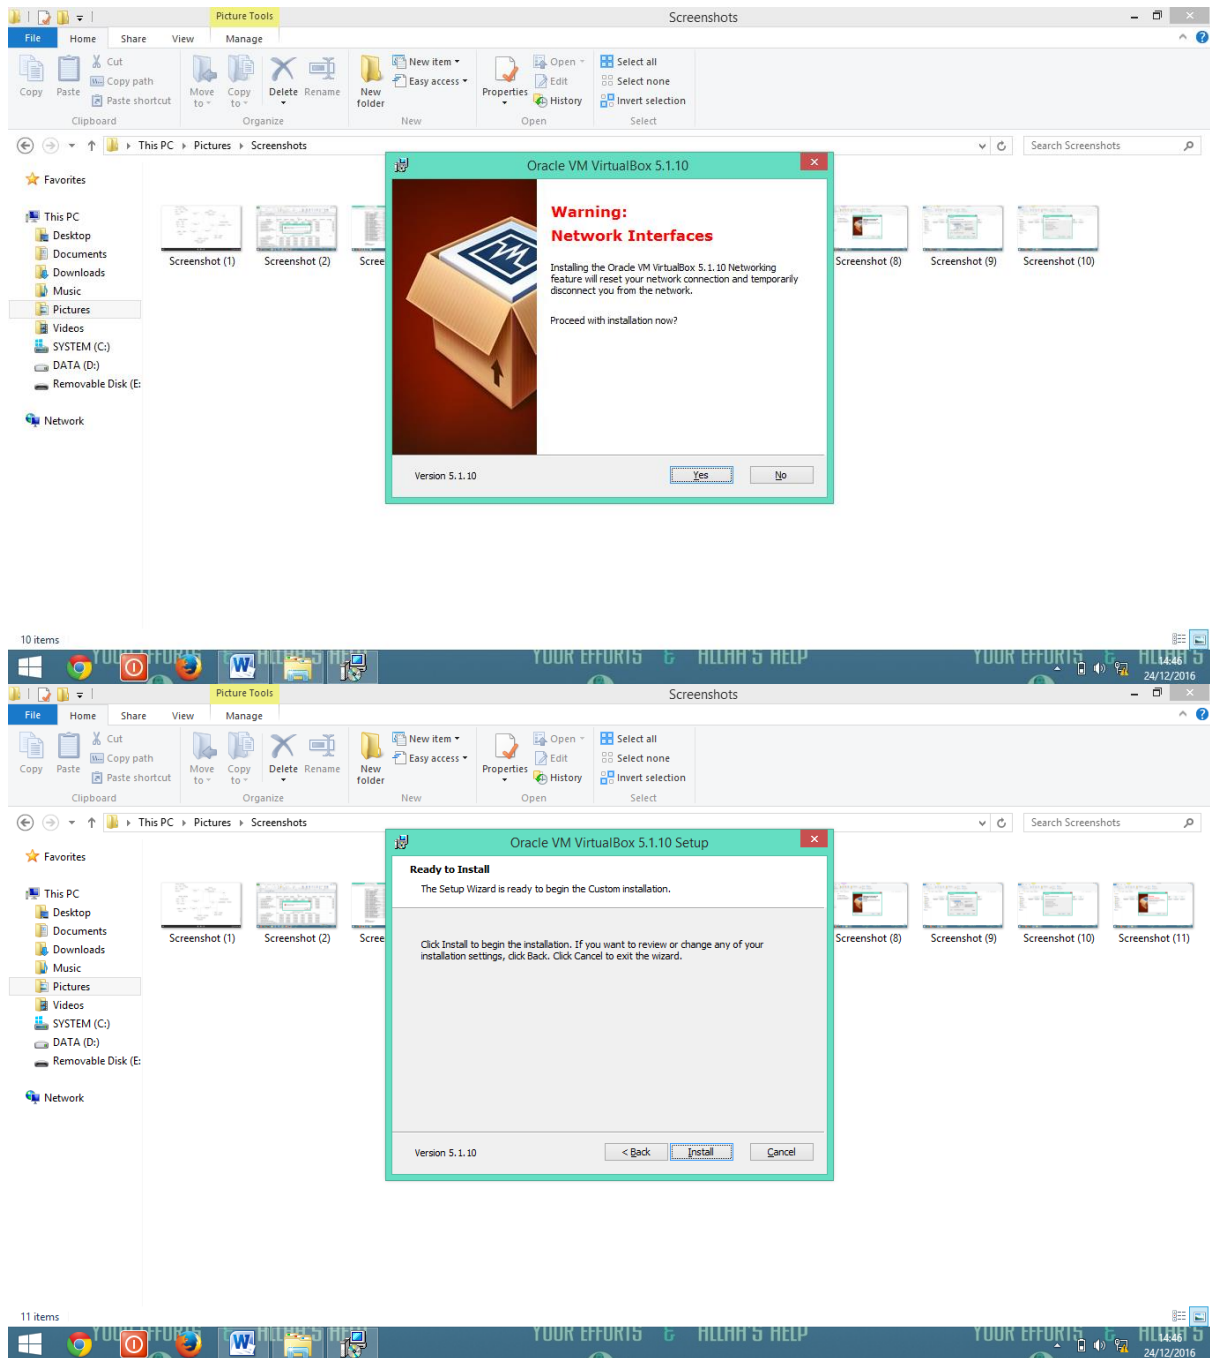 Picture Tools
Screenshots
File Home Share View Manage
Copy
Paste
Cut
Copy path
Paste shortcut
Clipboard
Move to
Copy to
Delete
Rename
Organize
New folder
New item
Easy access
New
Properties
Open
Edit
History
Open
Select all
Select none
Invert selection
Select
This PC Pictures Screenshots
Search Screenshots
Favorites
This PC
Desktop
Documents
Downloads
Music
Pictures
Videos
SYSTEM (C:)
DATA (D:)
Removable Disk (E:
Network
Screenshot (1)
Screenshot (2)
Scree
Screenshot (8)
Screenshot (9)
Screenshot (10)
Oracle VM VirtualBox 5.1.10
Warning:
Network Interfaces
Installing the Oracle VM VirtualBox 5.1.10 Networking
feature will reset your network connection and temporarily
disconnect you from the network.
Proceed with installation now?
Version 5.1.10
Yes
No
10 items
YOUR EFFORTS & ALLAH'S HELP
14:46
24/12/2016
Picture Tools
Screenshots
File Home Share View Manage
Copy
Paste
Cut
Copy path
Paste shortcut
Clipboard
Move to
Copy to
Delete
Rename
Organize
New folder
New item
Easy access
New
Properties
Open
Edit
History
Open
Select all
Select none
Invert selection
Select
This PC Pictures Screenshots
Search Screenshots
Favorites
This PC
Desktop
Documents
Downloads
Music
Pictures
Videos
SYSTEM (C:)
DATA (D:)
Removable Disk (E:
Network
Screenshot (1)
Screenshot (2)
Scree
Screenshot (8)
Screenshot (9)
Screenshot (10)
Screenshot (11)
Oracle VM VirtualBox 5.1.10 Setup
Ready to Install
The Setup Wizard is ready to begin the Custom installation.
Click Install to begin the installation. If you want to review or change any of your
installation settings, click Back. Click Cancel to exit the wizard.
Version 5.1.10
< Back
Install
Cancel
11 items
YOUR EFFORTS & ALLAH'S HELP
14:46
24/12/2016